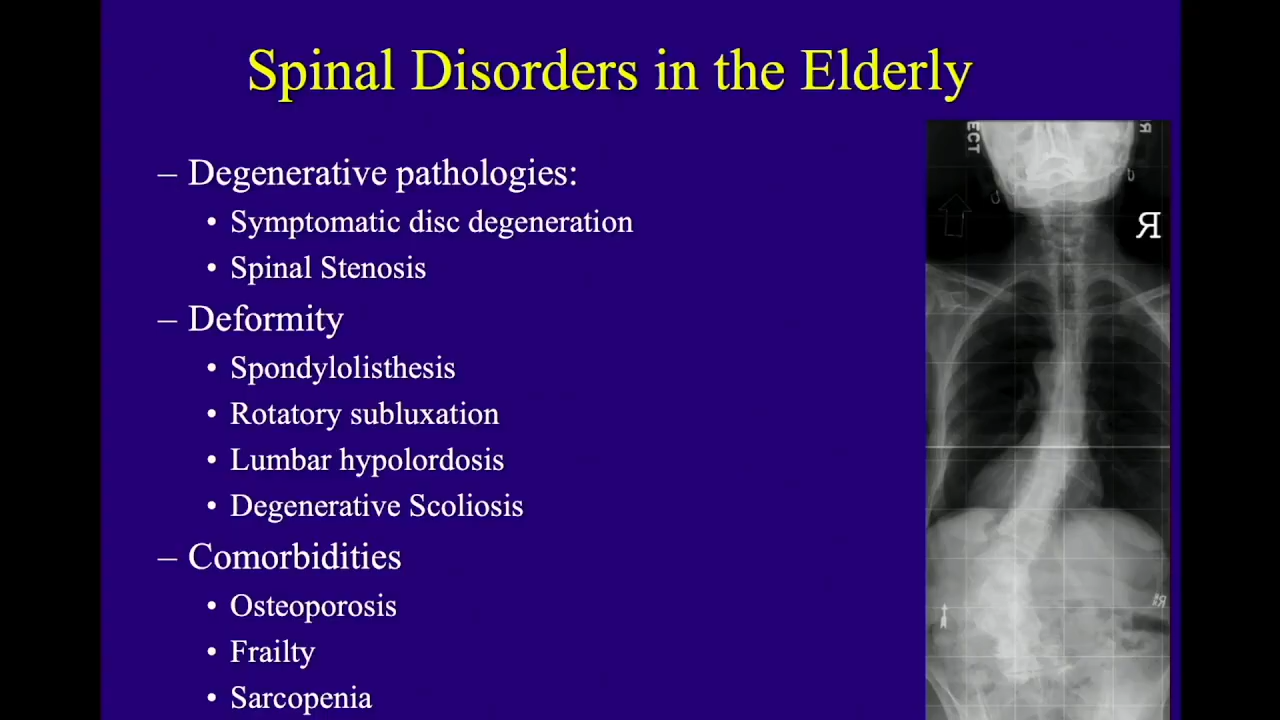 Spinal Disorders in the Elderly
– Degenerative pathologies:
• Symptomatic disc degeneration
• Spinal Stenosis
– Deformity
• Spondylolisthesis
• Rotatory subluxation
• Lumbar hypolordosis
• Degenerative Scoliosis
– Comorbidities
• Osteoporosis
• Frailty
• Sarcopenia
ECT
R
R